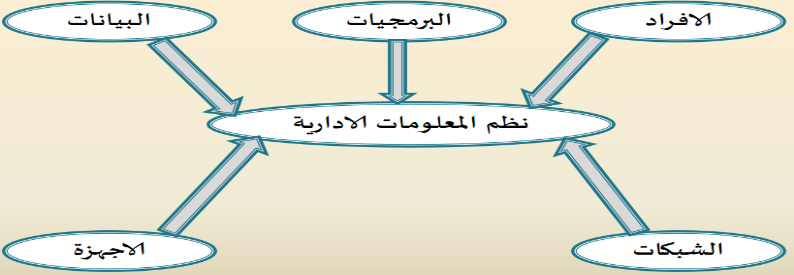 الافراد
البرمجيات
البيانات
نظم المعلومات الادارية
الشبكات
الاجهزة